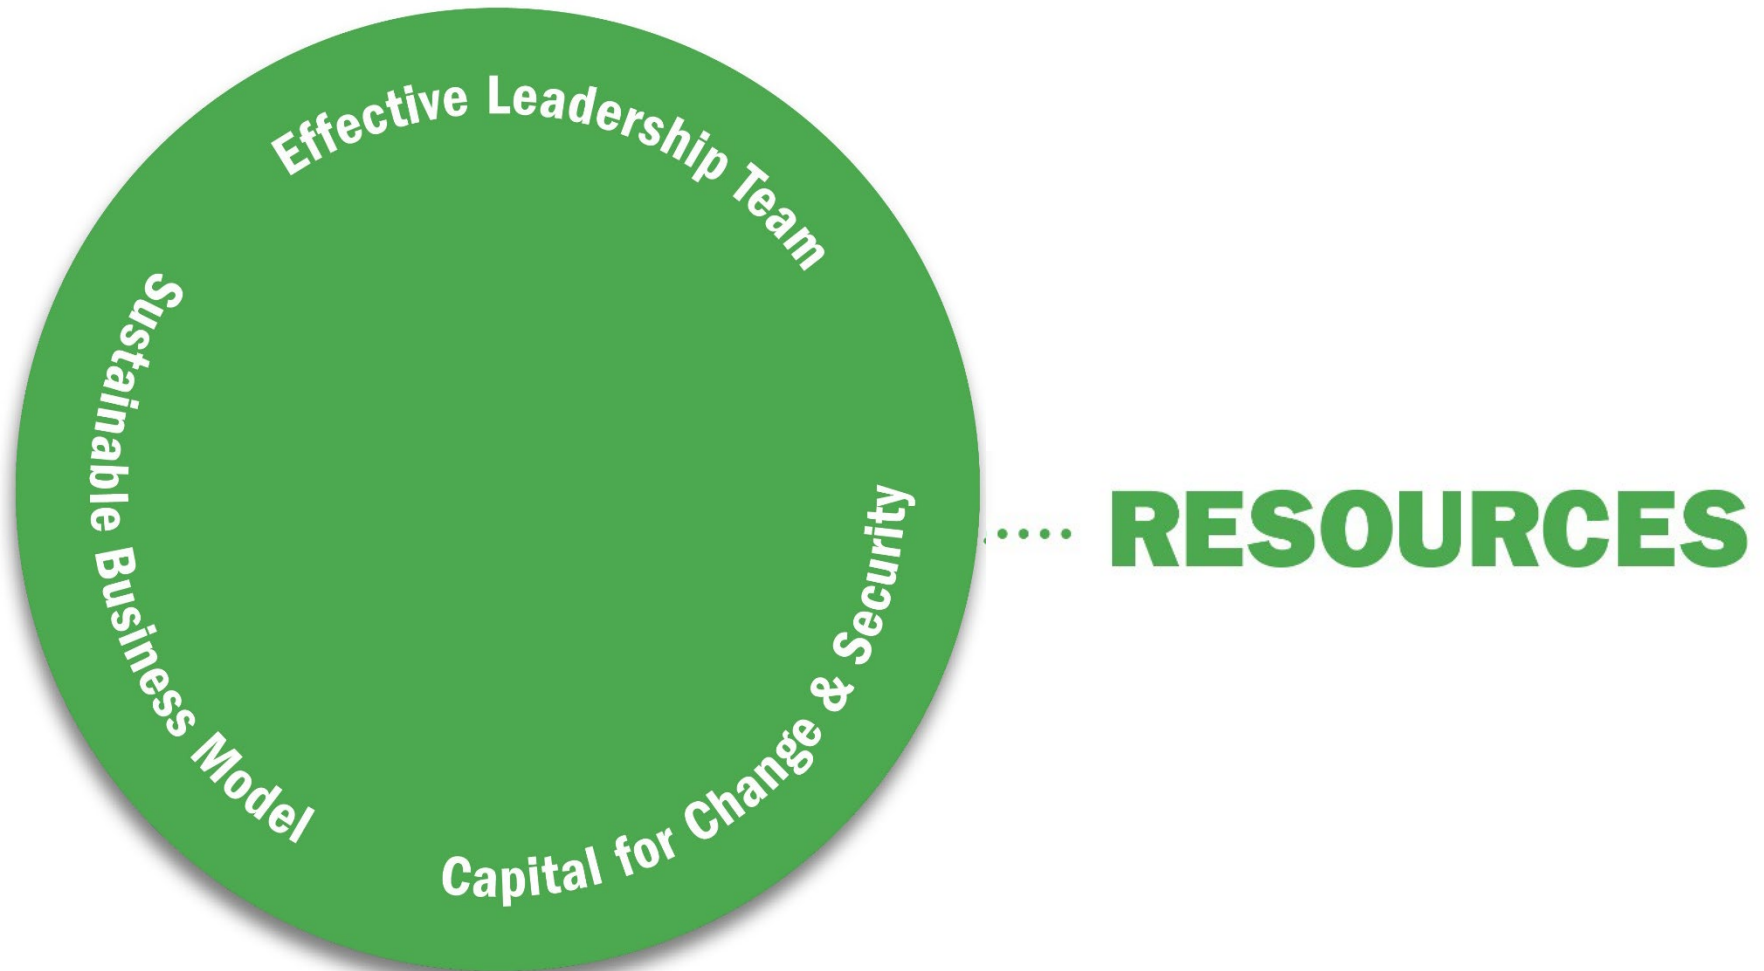 Effective Leadership Team
Sustainable Business Model
Capital for Change & Security
RESOURCES